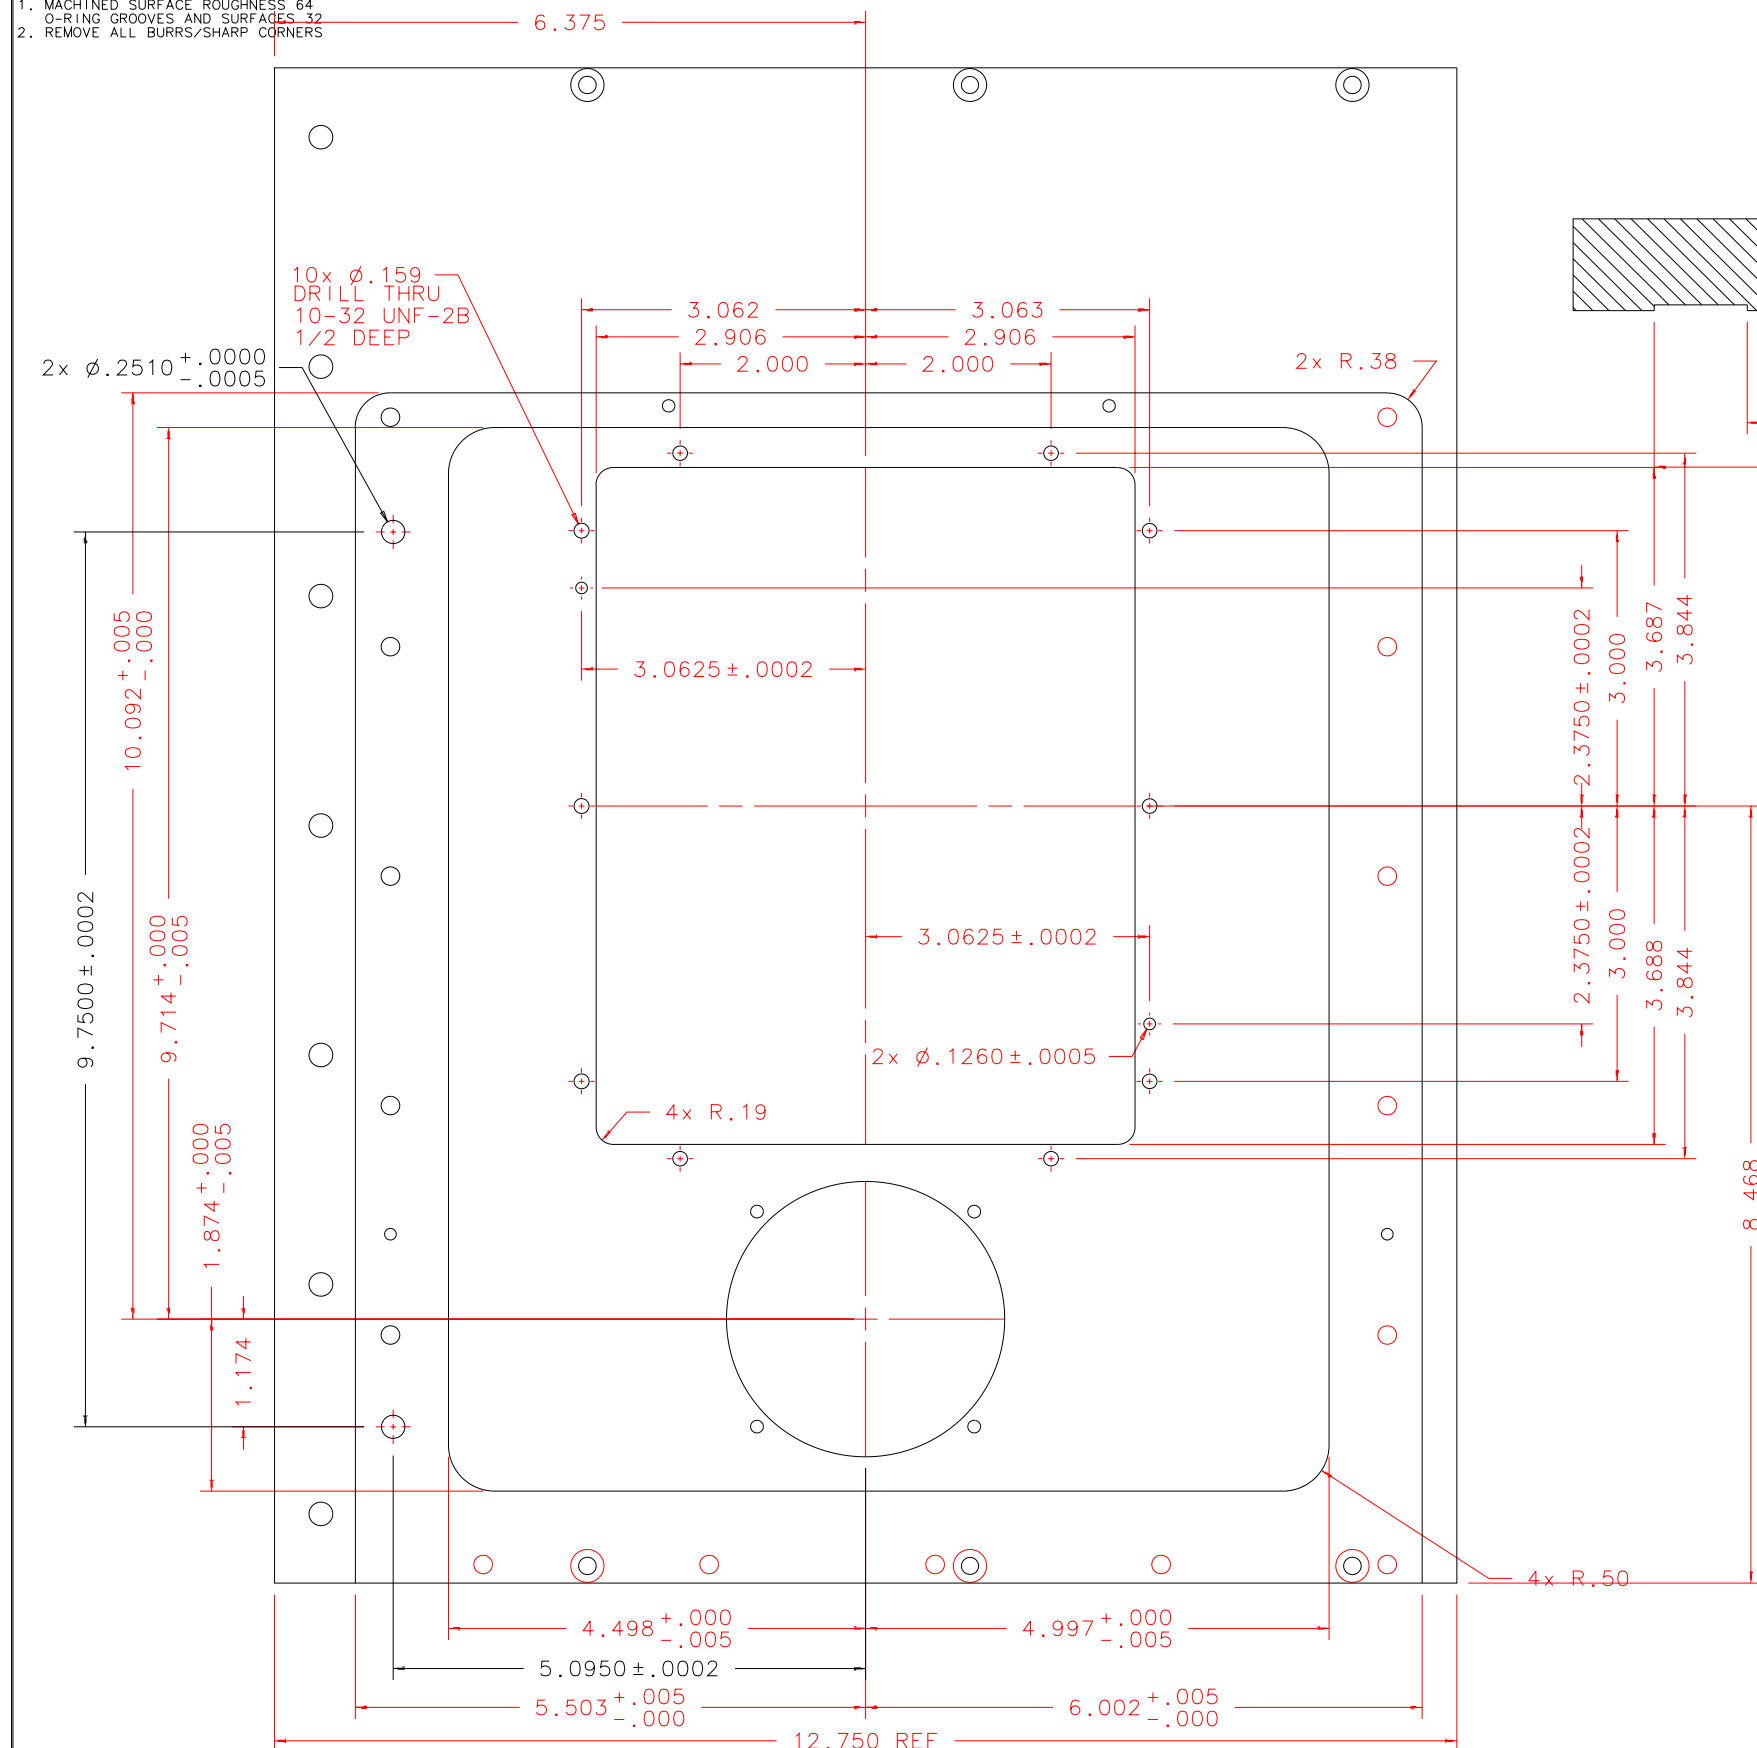 1. MACHINED SURFACE ROUGHNESS 64
O-RING GROOVES AND SURFACES 32
2. REMOVE ALL BURRS/SHARP CORNERS
6.375
10x Ø.159
DRILL THRU
10-32 UNF-2B
1/2 DEEP
3.062
3.063
2.906
2.906
2.000
2.000
2x R.38
2x Ø.2510 +.0000
-.0005
10.092 +.005
-.000
9.714 +.000
-.005
9.7500±.0002
3.0625±.0002
2.3750±.0002
3.000
3.687
3.844
2.3750±.0002
3.000
3.688
3.844
3.0625±.0002
2x Ø.1260±.0005
4x R.19
1.874 +.000
-.005
1.174
8.468
4x R.50
4.498 +.000
-.005
4.997 +.000
-.005
5.0950±.0002
5.503 +.005
-.000
6.002 +.005
-.000
12.750 REF